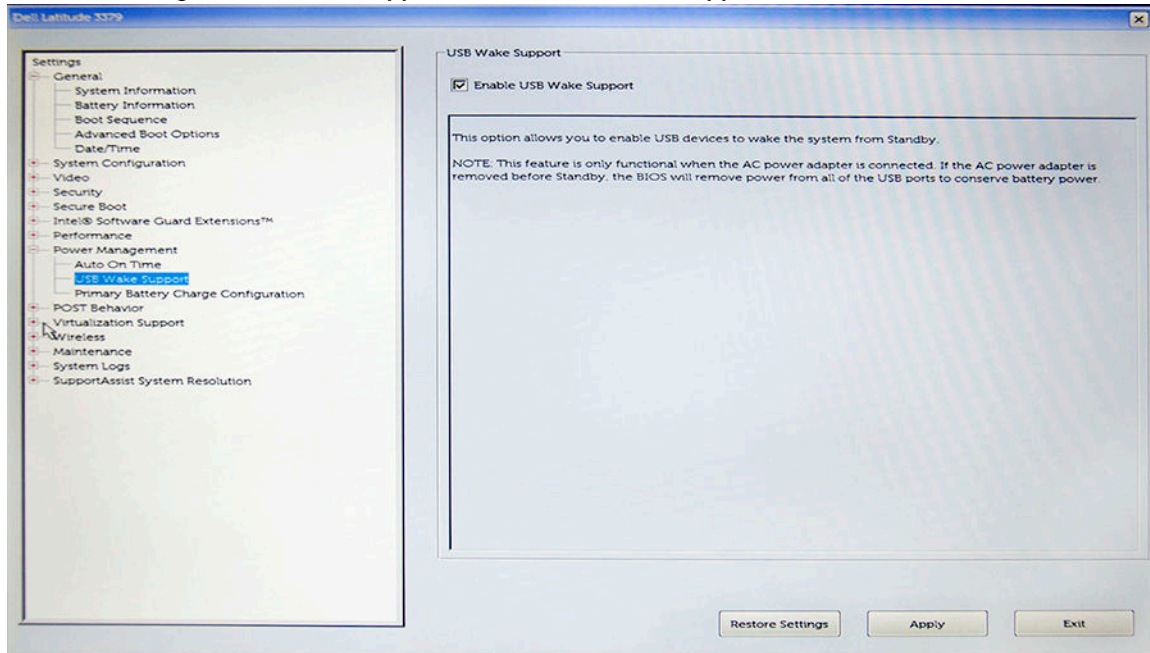 Dell Latitude 3379
Settings
General
System Information
Battery Information
Boot Sequence
Advanced Boot Options
Date/Time
System Configuration
Video
Security
Secure Boot
Intel® Software Guard Extensions™
Performance
Power Management
Auto On Time
USB Wake Support
Primary Battery Charge Configuration
POST Behavior
Virtualization Support
Wireless
Maintenance
System Logs
SupportAssist System Resolution
USB Wake Support
Enable USB Wake Support
This option allows you to enable USB devices to wake the system from Standby.
NOTE: This feature is only functional when the AC power adapter is connected. If the AC power adapter is
removed before Standby, the BIOS will remove power from all of the USB ports to conserve battery power.
Restore Settings
Apply
Exit